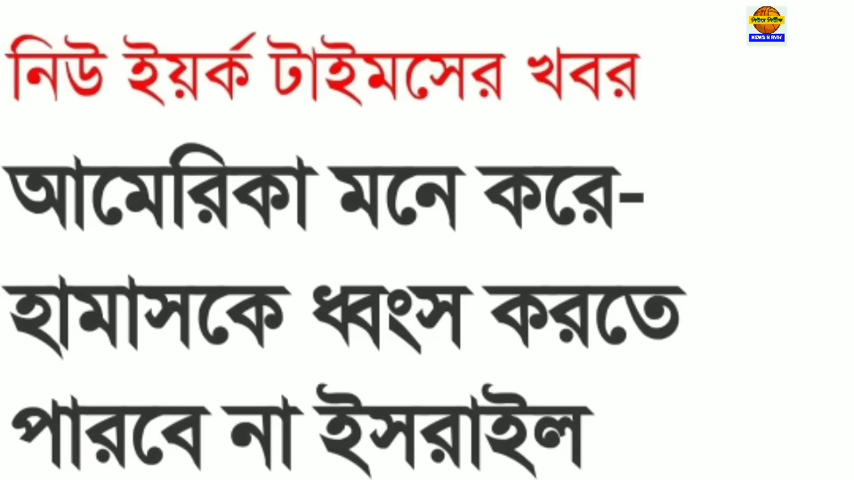 নিউ ইয়র্ক টাইমসের খবর
আমেরিকা মনে করে-
হামাসকে ধ্বংস করতে
পারবে না ইসরাইল